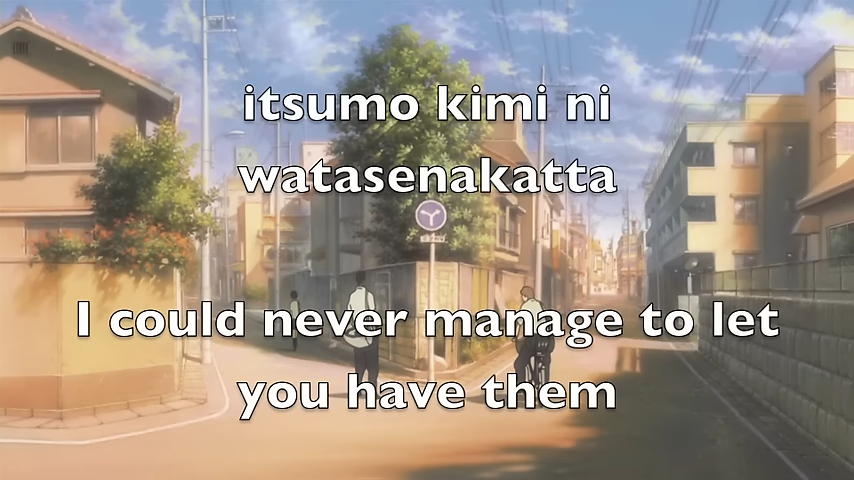 itsumo kimi ni
watasenakatta
I could never manage to let
you have them